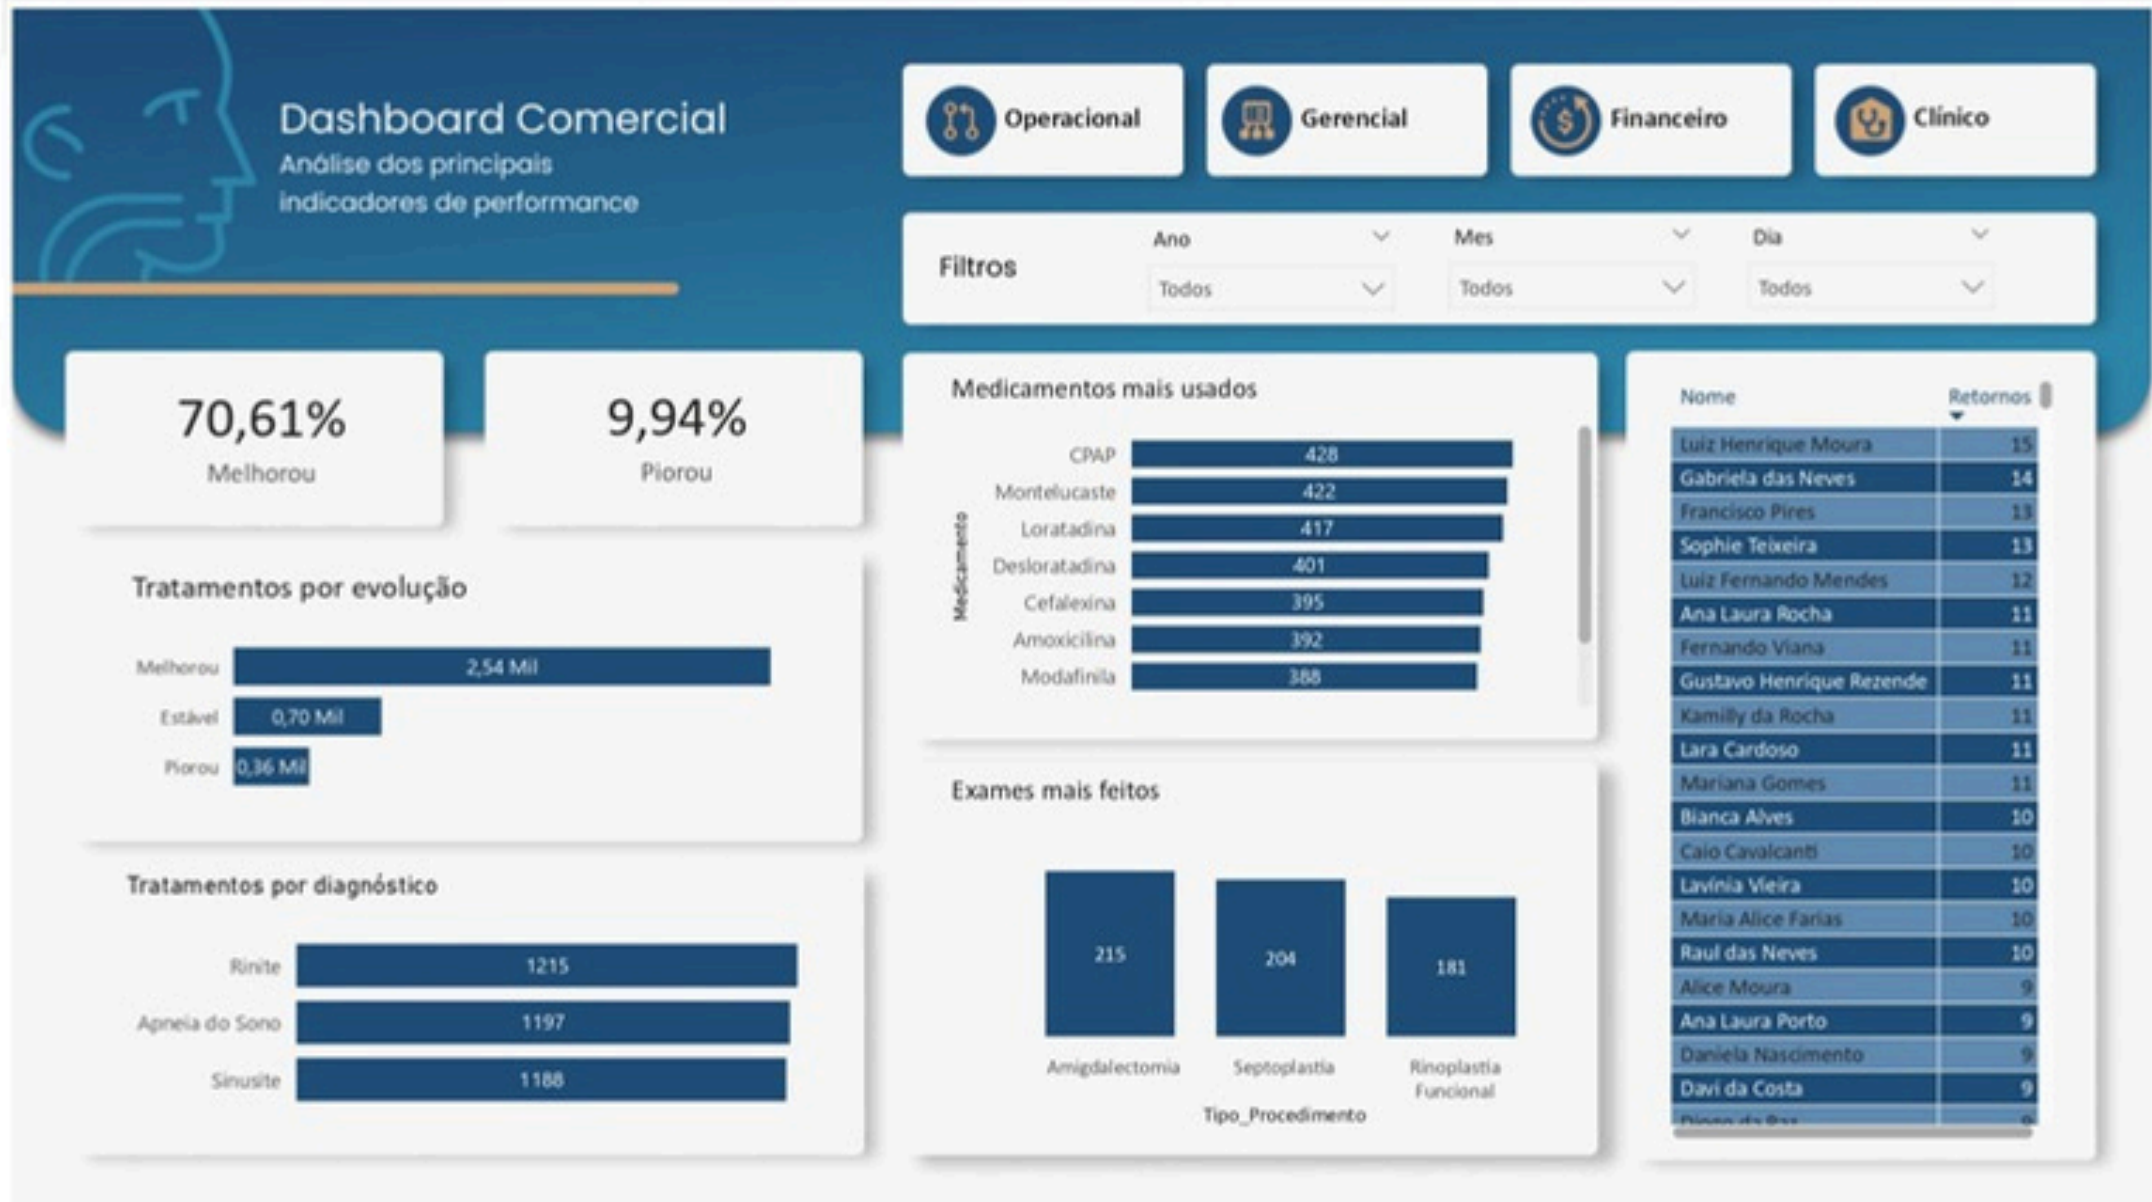 Dashboard Comercial
Análise dos principais
indicadores de performance
Operacional
Gerencial
Financeiro
Clínico
Filtros
Ano
Todos
Mes
Todos
Dia
Todos
70,61%
Melhorou
9,94%
Piorou
Tratamentos por evolução
Melhorou 2,54 Mil
Estável 0,70 Mil
Piorou 0,36 Mil
Tratamentos por diagnóstico
Rinite 1215
Apneia do Sono 1197
Sinusite 1188
Medicamentos mais usados
Medicamento
CPAP 428
Montelucaste 422
Loratadina 417
Desloratadina 401
Cefalexina 395
Amoxicilina 392
Modafinila 388
Exames mais feitos
215
204
181
Amigdalectomia
Septoplastia
Rinoplastia
Funcional
Tipo_Procedimento
Nome Retornos
Luiz Henrique Moura 15
Gabriela das Neves 14
Francisco Pires 13
Sophie Teixeira 13
Luiz Fernando Mendes 12
Ana Laura Rocha 11
Fernando Viana 11
Gustavo Henrique Rezende 11
Kamilly da Rocha 11
Lara Cardoso 11
Mariana Gomes 11
Bianca Alves 10
Caio Cavalcanti 10
Lavínia Vieira 10
Maria Alice Farias 10
Raul das Neves 10
Alice Moura 9
Ana Laura Porto 9
Daniela Nascimento 9
Davi da Costa 9
Diogo da Paz 9